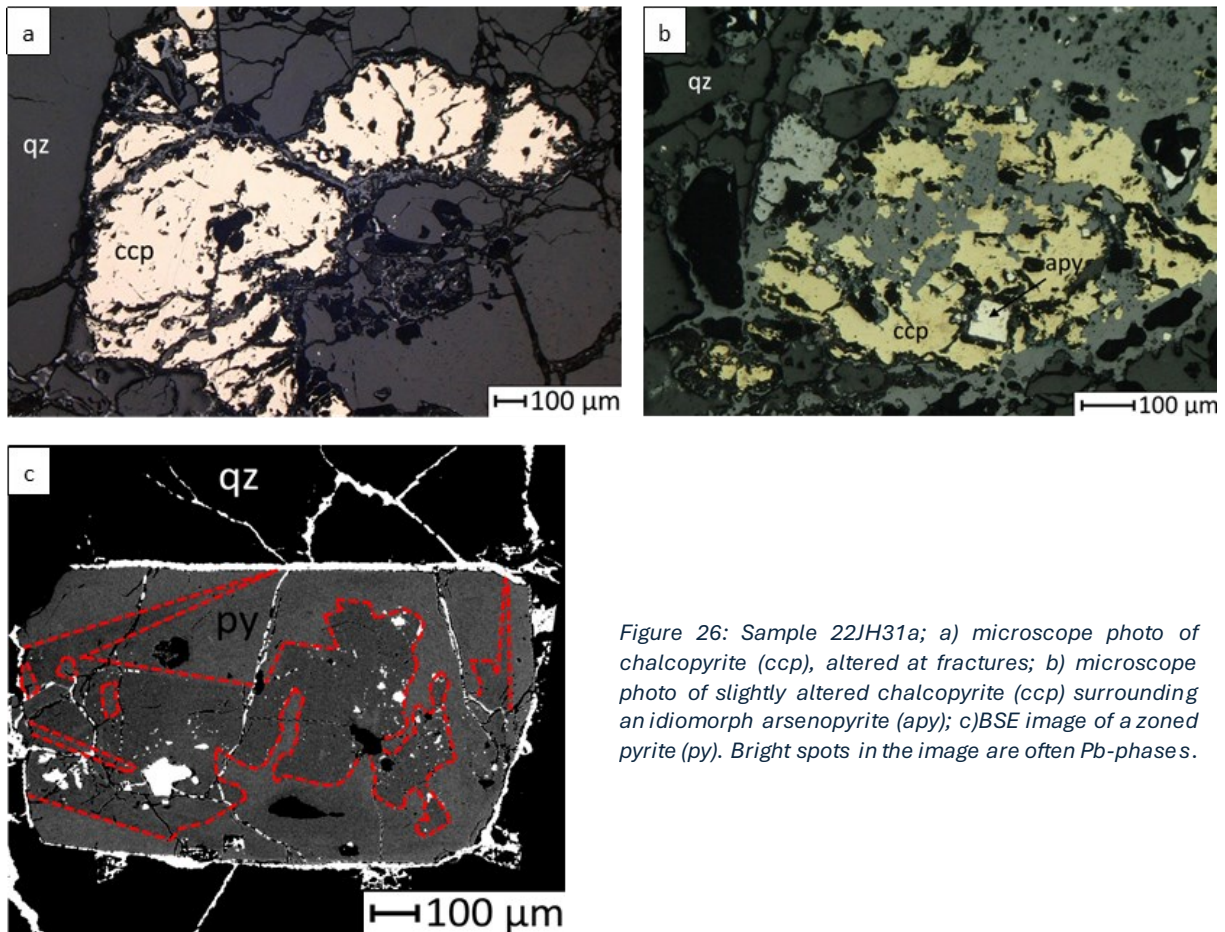 a
qz
ccp
100 μm
b
qz
apy
ccp
100 μm
c
qz
py
100 μm
Figure 26: Sample 22JH31a; a) microscope photo of
chalcopyrite (ccp), altered at fractures; b) microscope
photo of slightly altered chalcopyrite (ccp) surrounding
an idiomorph arsenopyrite (apy); c)BSE image of a zoned
pyrite (py). Bright spots in the image are often Pb-phases.